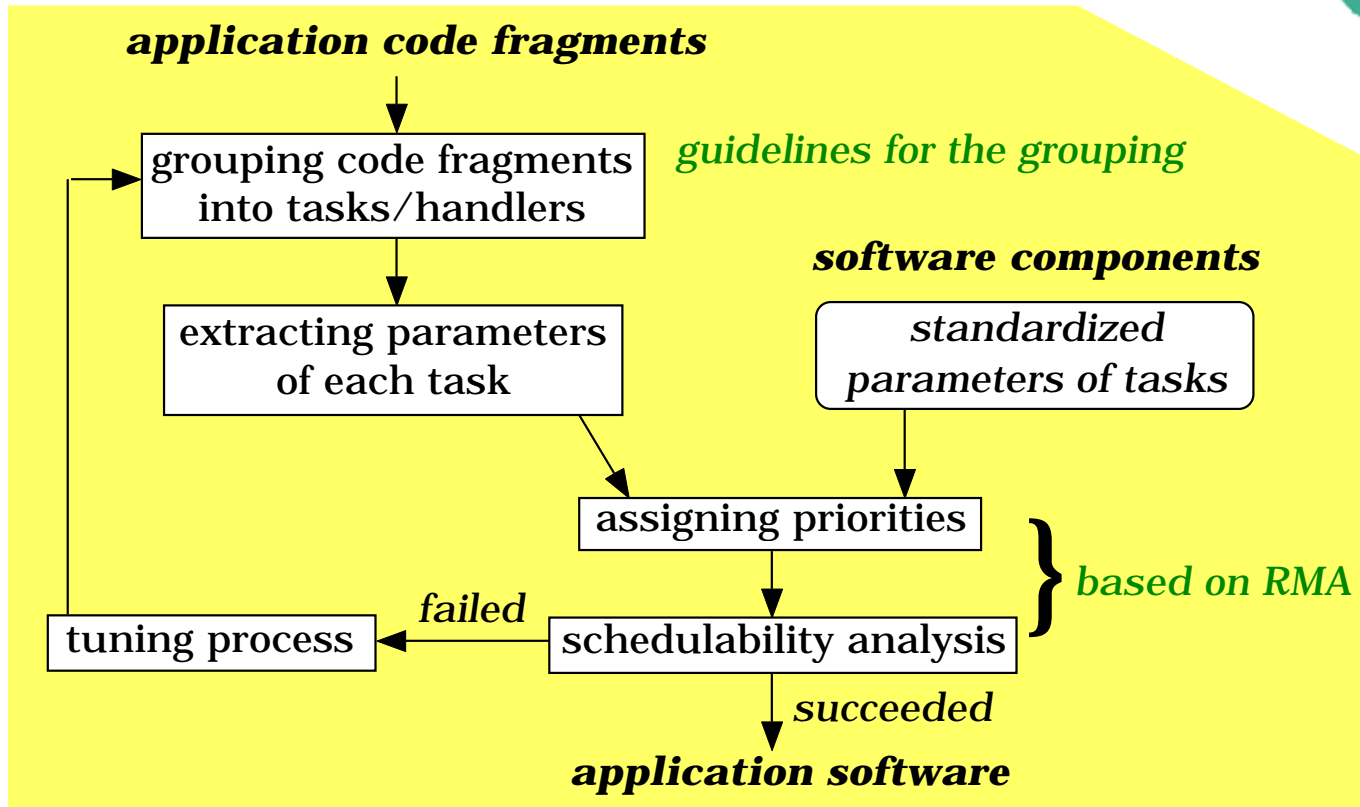 application code fragments
grouping code fragments
into tasks/handlers
guidelines for the grouping
software components
extracting parameters
of each task
standardized
parameters of tasks
assigning priorities
based on RMA
failed
tuning process
schedulability analysis
succeeded
application software